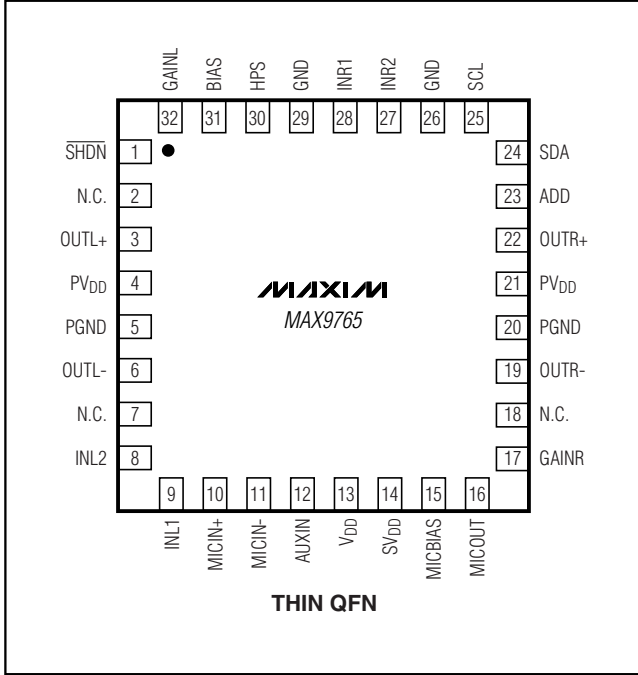 GAINL
BIAS
HPS
GND
INR1
INR2
GND
SCL
32 31 30 29 28 27 26 25
SHDN 1 24 SDA
N.C. 2 23 ADD
OUTL+ 3 22 OUTR+
PVDD 4 21 PVDD
MAXIM
MAX9765
PGND 5 20 PGND
OUTL- 6 19 OUTR-
N.C. 7 18 N.C.
INL2 8 17 GAINR
9 10 11 12 13 14 15 16
INL1
MICIN+
MICIN-
AUXIN
VDD
SVDD
MICBIAS
MICOUT
THIN QFN